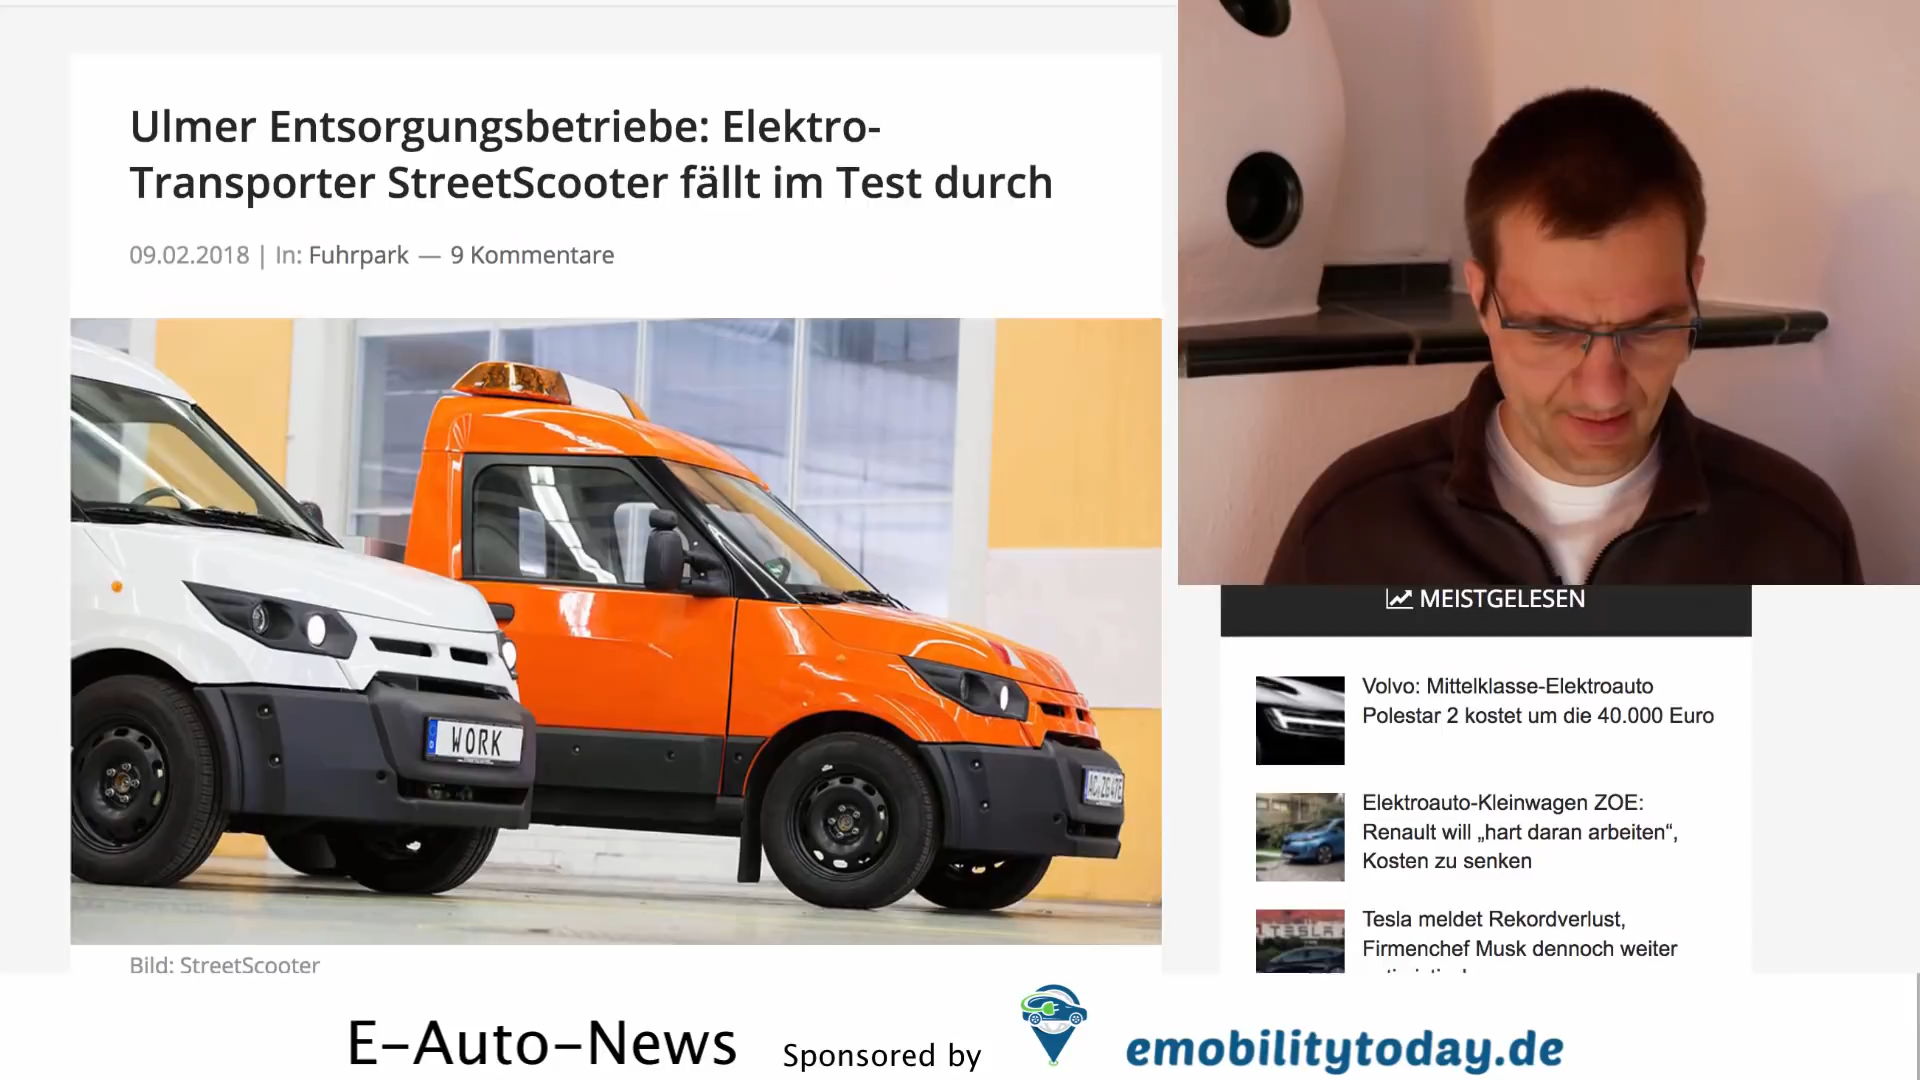 Ulmer Entsorgungsbetriebe: Elektro-
Transporter StreetScooter fällt im Test durch
09.02.2018 | In: Fuhrpark — 9 Kommentare
WORK
Bild: StreetScooter
MEISTGELESEN
Volvo: Mittelklasse-Elektroauto
Polestar 2 kostet um die 40.000 Euro
Elektroauto-Kleinwagen ZOE:
Renault will „hart daran arbeiten“,
Kosten zu senken
TESLA
Tesla meldet Rekordverlust,
Firmenchef Musk dennoch weiter
E-Auto-News
Sponsored by
emobilitytoday.de